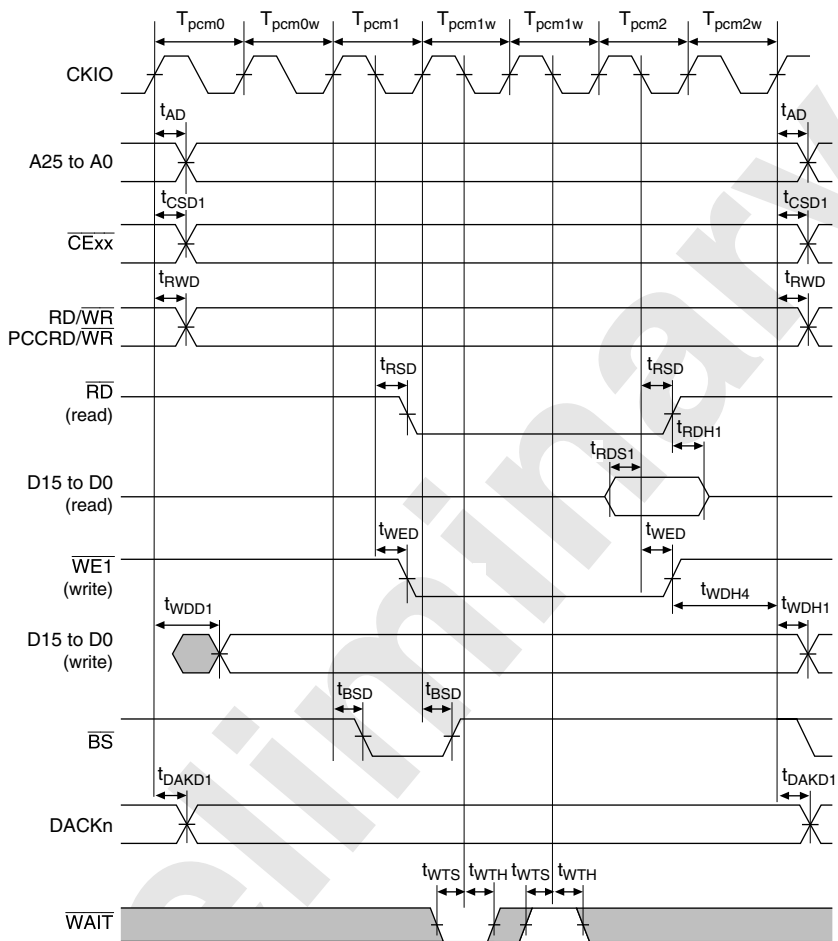 Tpcm0 Tpcm0w Tpcm1 Tpcm1w Tpcm1w Tpcm2 Tpcm2w
CKIO
tAD tAD
A25 to A0
tCSD1 tCSD1
CExx
tRWD tRWD
RD/WR
PCCRD/WR
tRSD tRSD
RD
(read)
tRDH1
tRDS1
D15 to D0
(read)
tWED tWED
WE1
(write)
tWDH4
tWDD1 tWDH1
D15 to D0
(write)
tBSD tBSD
BS
tDAKD1 tDAKD1
DACKn
tWTS tWTH tWTS tWTH
WAIT
eliminary